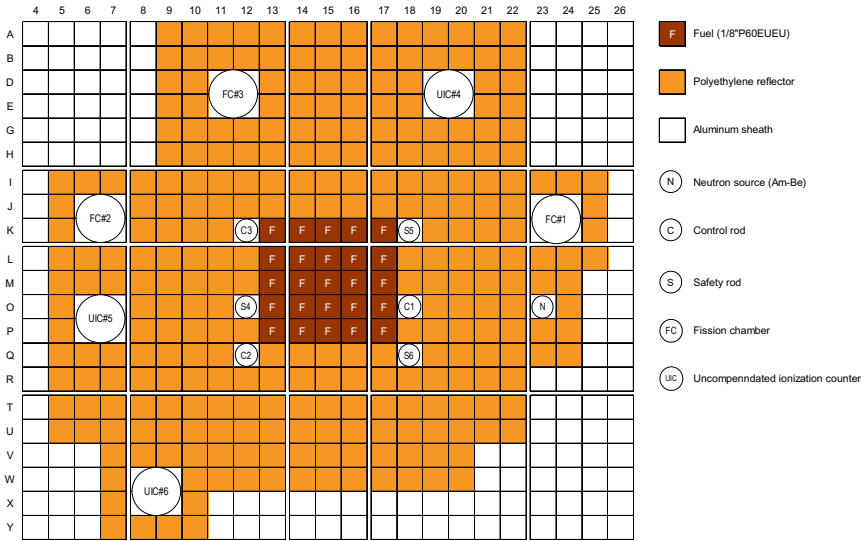 4 5 6 7 8 9 10 11 12 13 14 15 16 17 18 19 20 21 22 23 24 25 26
A
B
D FC#3 UIC#4
E
G
H
I
J FC#2 FC#1
K C3 F F F F F S5
L F F F F F
M F F F F F
O UIC#5 S4 F F F F F C1 N
P F F F F F
Q C2 S6
R
T
U
V
W UIC#6
X
Y
F Fuel (1/8"P60EUEU)
Polyethylene reflector
Aluminum sheath
N Neutron source (Am-Be)
C Control rod
S Safety rod
FC Fission chamber
UIC Uncompenndated ionization counter